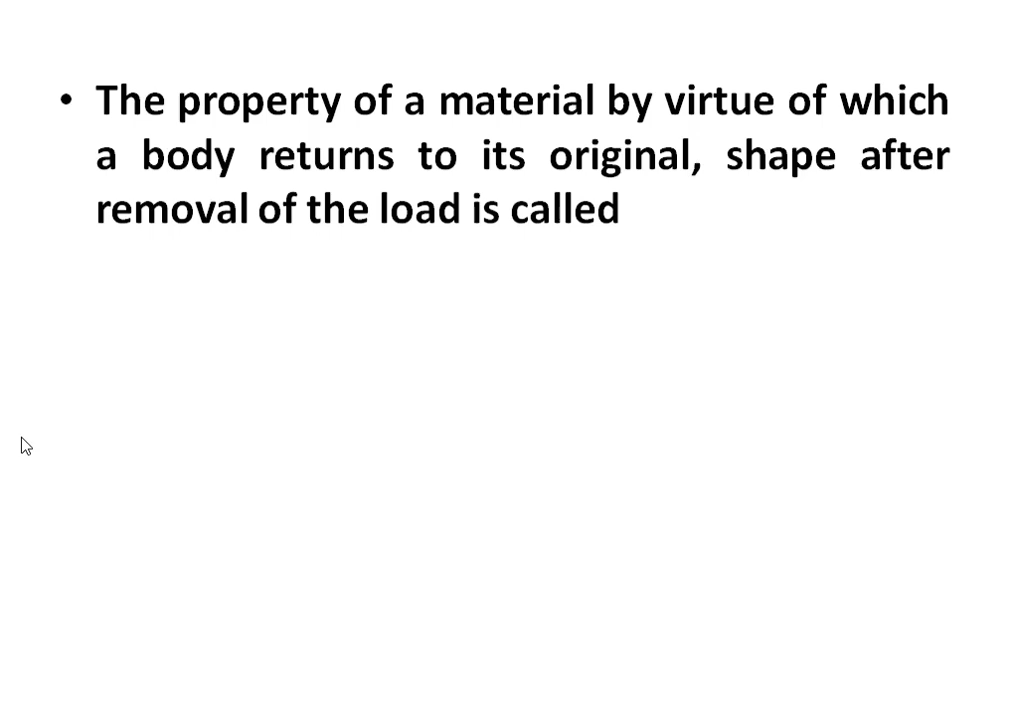 • The property of a material by virtue of which
a body returns to its original, shape after
removal of the load is called